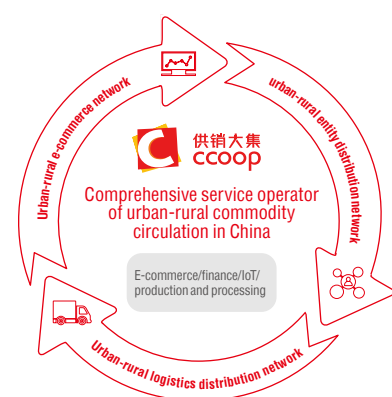 Urban-rural e-commerce network
urban-rural entity distribution network
供销大集
ccoop
Comprehensive service operator
of urban-rural commodity
circulation in China
E-commerce/finance/IoT/
production and processing
Urban-rural logistics distribution network